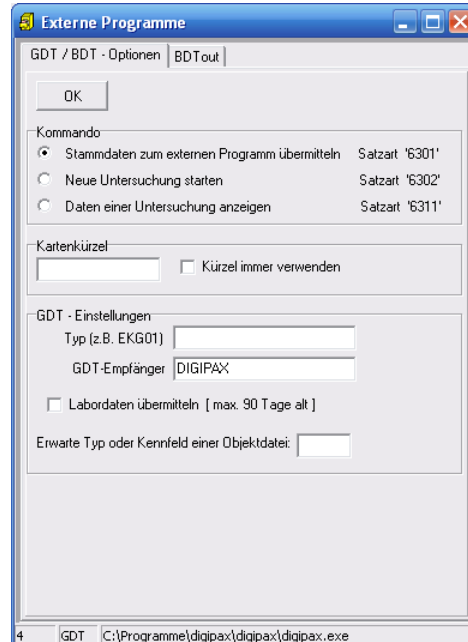 Externe Programme
GDT / BDT - Optionen BDTout
OK
Kommando
Stammdaten zum externen Programm übermitteln Satzart '6301'
Neue Untersuchung starten Satzart '6302'
Daten einer Untersuchung anzeigen Satzart '6311'
Kartenkürzel
Kürzel immer verwenden
GDT - Einstellungen
Typ (z.B. EKG01)
GDT-Empfänger DIGIPAX
Labordaten übermitteln [ max. 90 Tage alt ]
Erwarte Typ oder Kennfeld einer Objektdatei:
4 GDT C:\Programme\digipax\digipax\digipax.exe